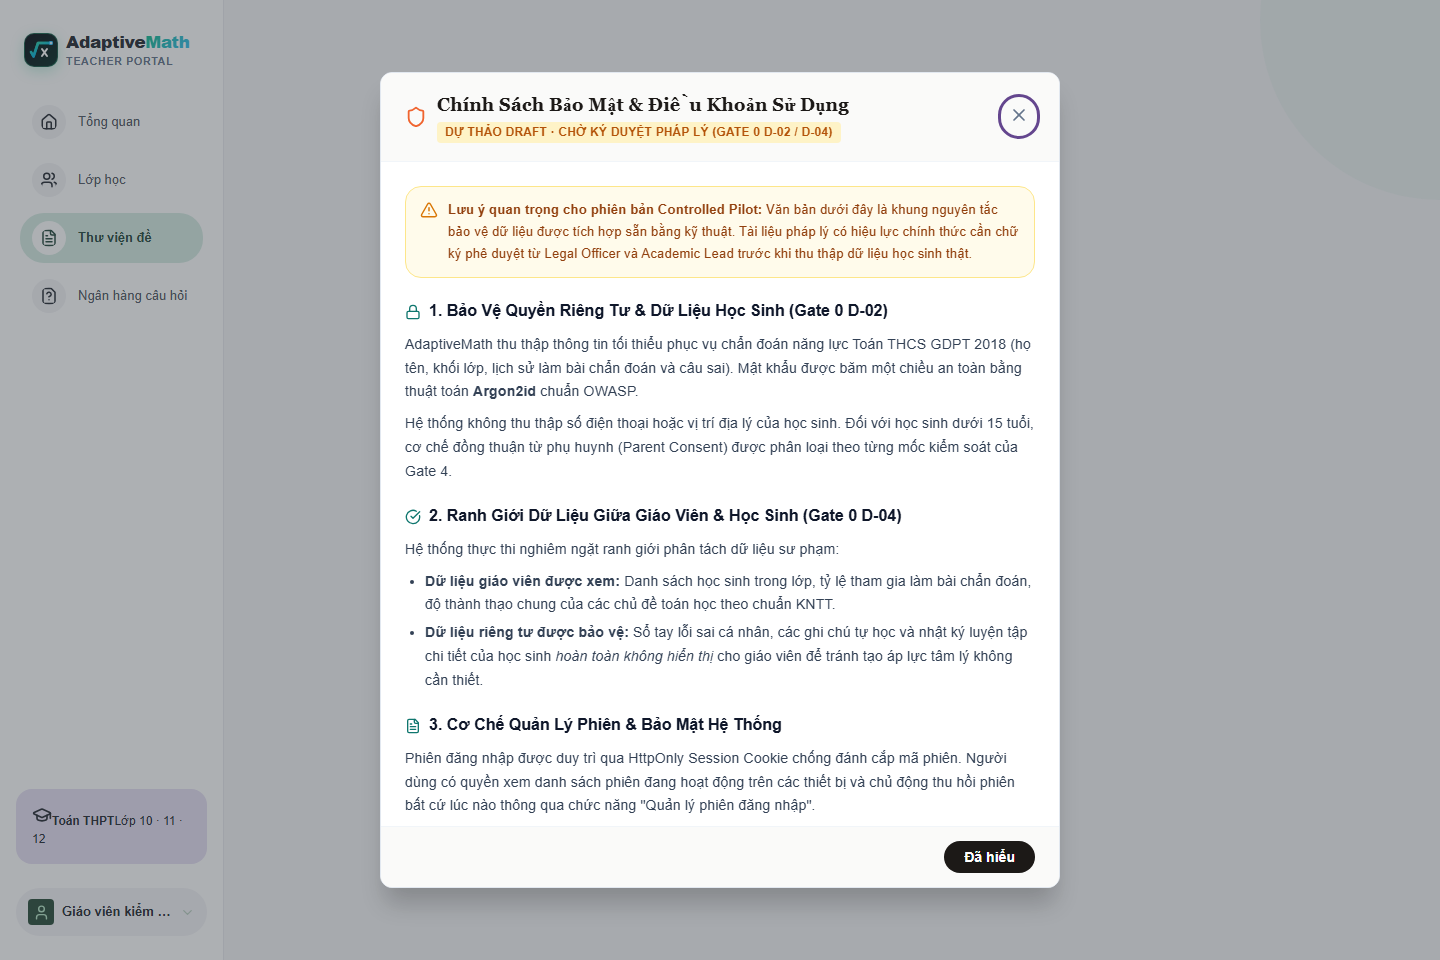 AdaptiveMath
TEACHER PORTAL
Tổng quan
Lớp học
Thư viện đề
Ngân hàng câu hỏi
Toán THPTLớp 10 · 11 ·
12
Giáo viên kiểm ...
Chính Sách Bảo Mật & Điều Khoản Sử Dụng
DỰ THẢO DRAFT · CHỜ KÝ DUYỆT PHÁP LÝ (GATE 0 D-02 / D-04)
Lưu ý quan trọng cho phiên bản Controlled Pilot: Văn bản dưới đây là khung nguyên tắc
bảo vệ dữ liệu được tích hợp sẵn bằng kỹ thuật. Tài liệu pháp lý có hiệu lực chính thức cần chữ
ký phê duyệt từ Legal Officer và Academic Lead trước khi thu thập dữ liệu học sinh thật.
1. Bảo Vệ Quyền Riêng Tư & Dữ Liệu Học Sinh (Gate 0 D-02)
AdaptiveMath thu thập thông tin tối thiểu phục vụ chẩn đoán năng lực Toán THCS GDPT 2018 (họ
tên, khối lớp, lịch sử làm bài chẩn đoán và câu sai). Mật khẩu được băm một chiều an toàn bằng
thuật toán Argon2id chuẩn OWASP.
Hệ thống không thu thập số điện thoại hoặc vị trí địa lý của học sinh. Đối với học sinh dưới 15 tuổi,
cơ chế đồng thuận từ phụ huynh (Parent Consent) được phân loại theo từng mốc kiểm soát của
Gate 4.
2. Ranh Giới Dữ Liệu Giữa Giáo Viên & Học Sinh (Gate 0 D-04)
Hệ thống thực thi nghiêm ngặt ranh giới phân tách dữ liệu sư phạm:
• Dữ liệu giáo viên được xem: Danh sách học sinh trong lớp, tỷ lệ tham gia làm bài chẩn đoán,
độ thành thạo chung của các chủ đề toán học theo chuẩn KNTT.
• Dữ liệu riêng tư được bảo vệ: Sổ tay lỗi sai cá nhân, các ghi chú tự học và nhật ký luyện tập
chi tiết của học sinh hoàn toàn không hiển thị cho giáo viên để tránh tạo áp lực tâm lý không
cần thiết.
3. Cơ Chế Quản Lý Phiên & Bảo Mật Hệ Thống
Phiên đăng nhập được duy trì qua HttpOnly Session Cookie chống đánh cắp mã phiên. Người
dùng có quyền xem danh sách phiên đang hoạt động trên các thiết bị và chủ động thu hồi phiên
bất cứ lúc nào thông qua chức năng "Quản lý phiên đăng nhập".
Đã hiểu